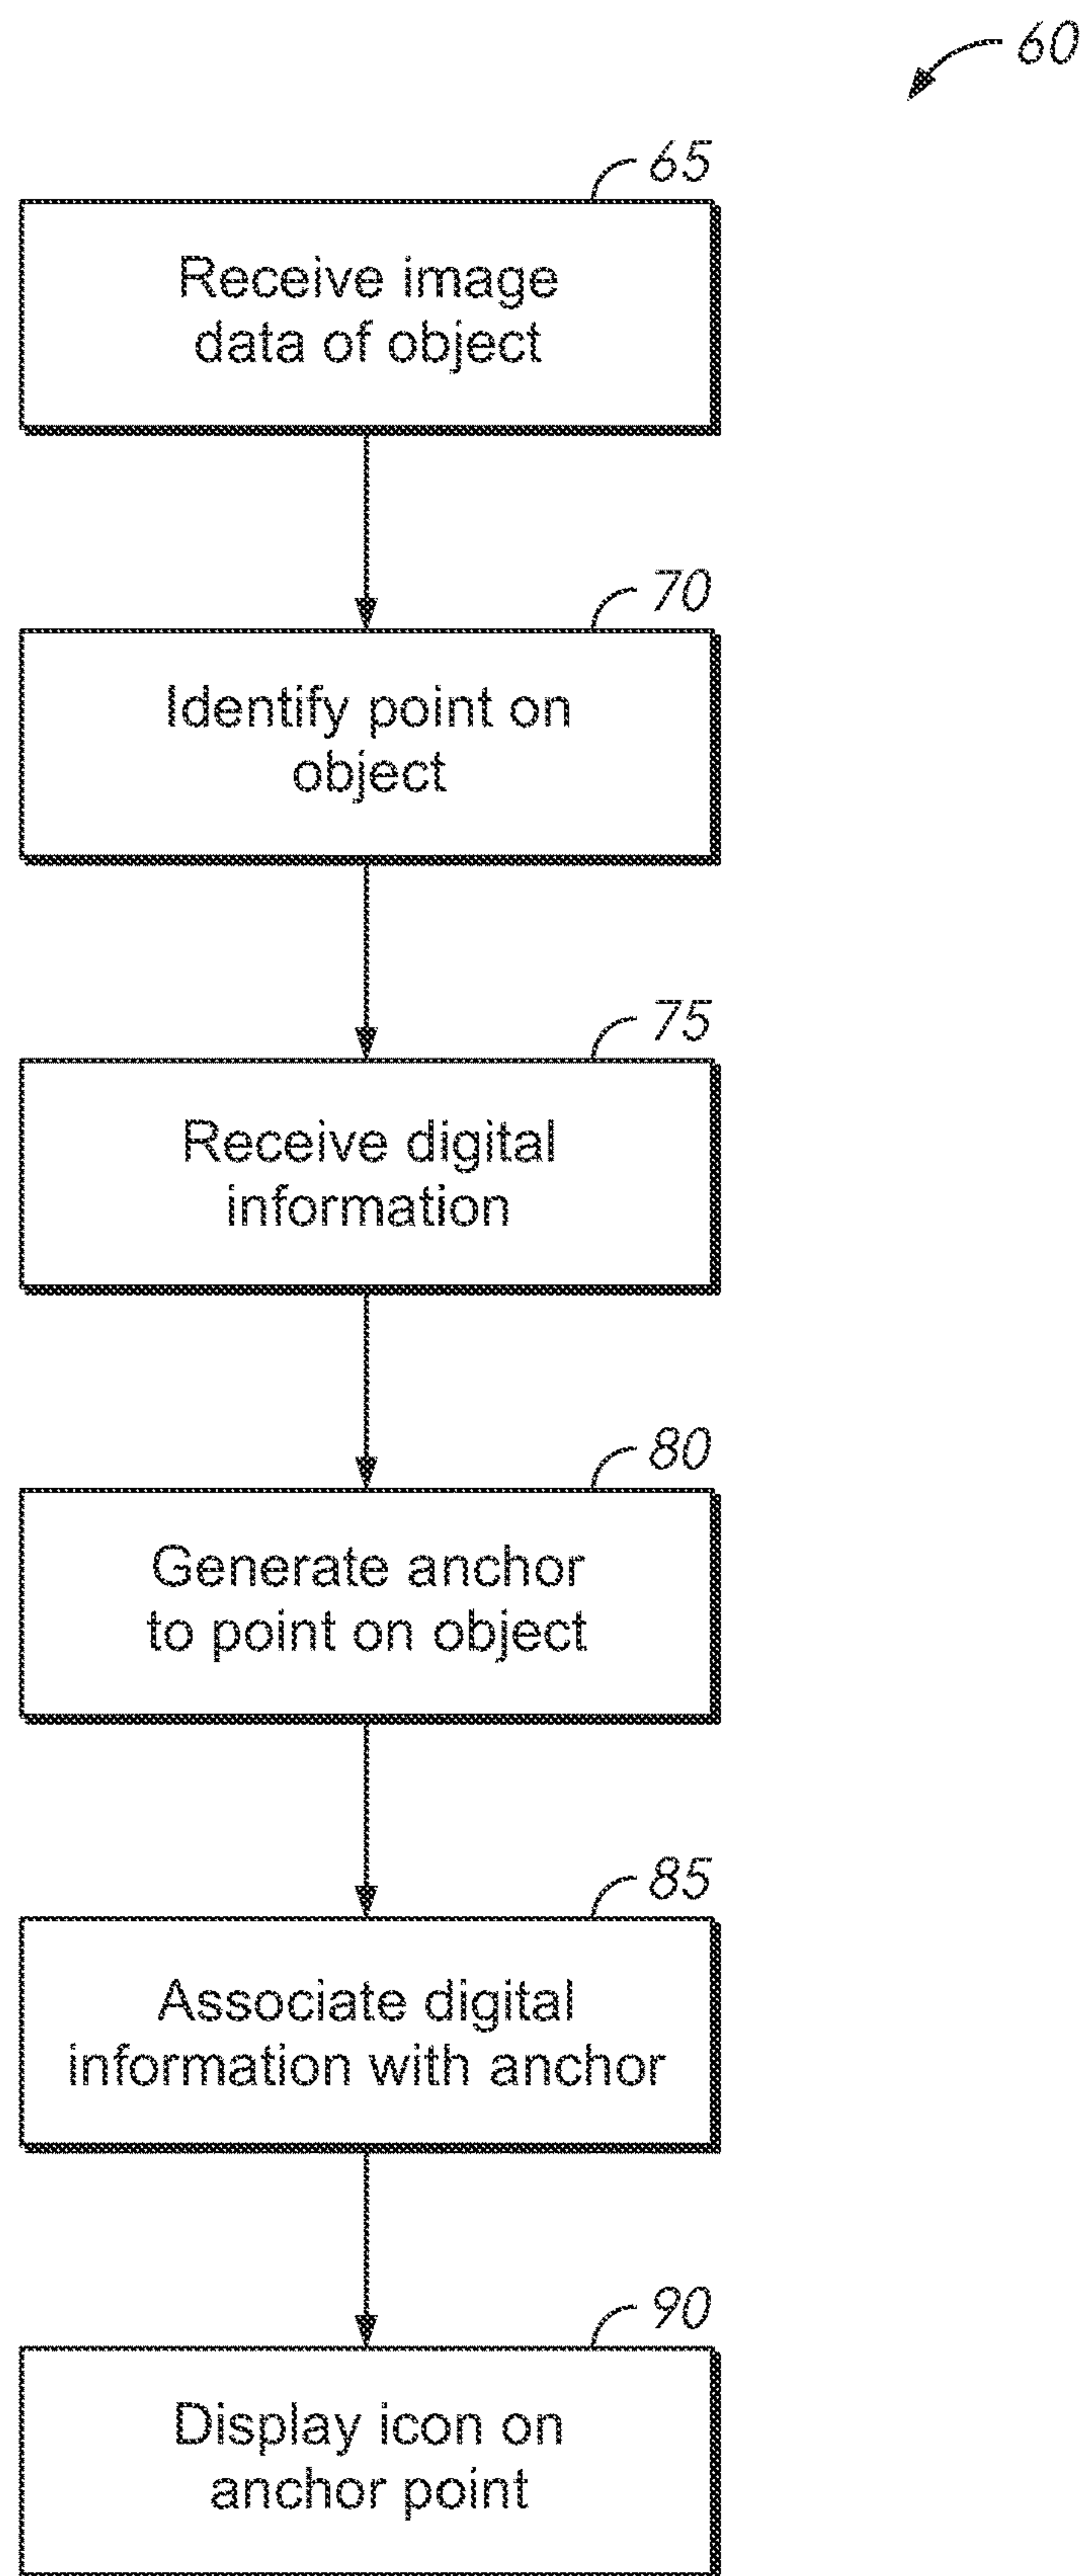 60
65
Receive image
data of object
70
Identify point on
object
75
Receive digital
information
80
Generate anchor
to point on object
85
Associate digital
information with anchor
90
Display icon on
anchor point